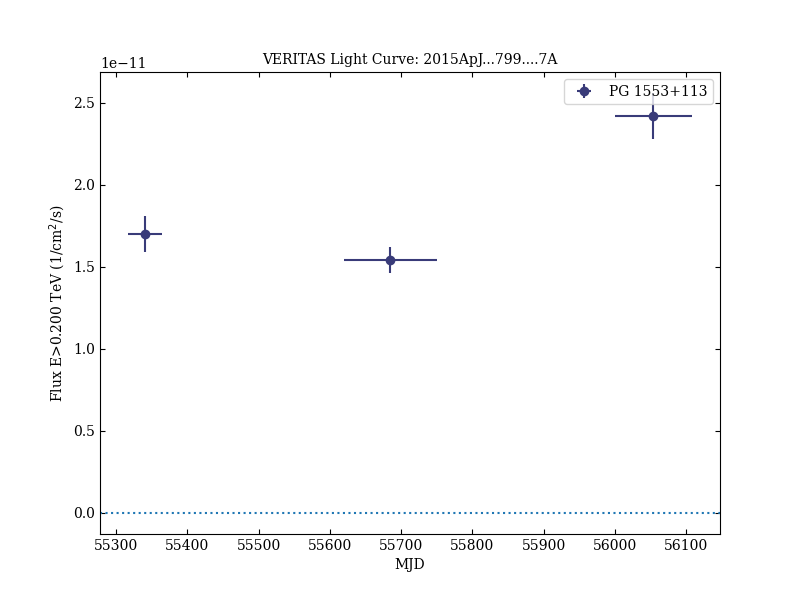 VERITAS Light Curve: 2015ApJ...799....7A
1e−11
PG 1553+113
2.5
2.0
1.5
1.0
0.5
0.0
Flux E>0.200 TeV (1/cm²/s)
55300 55400 55500 55600 55700 55800 55900 56000 56100
MJD